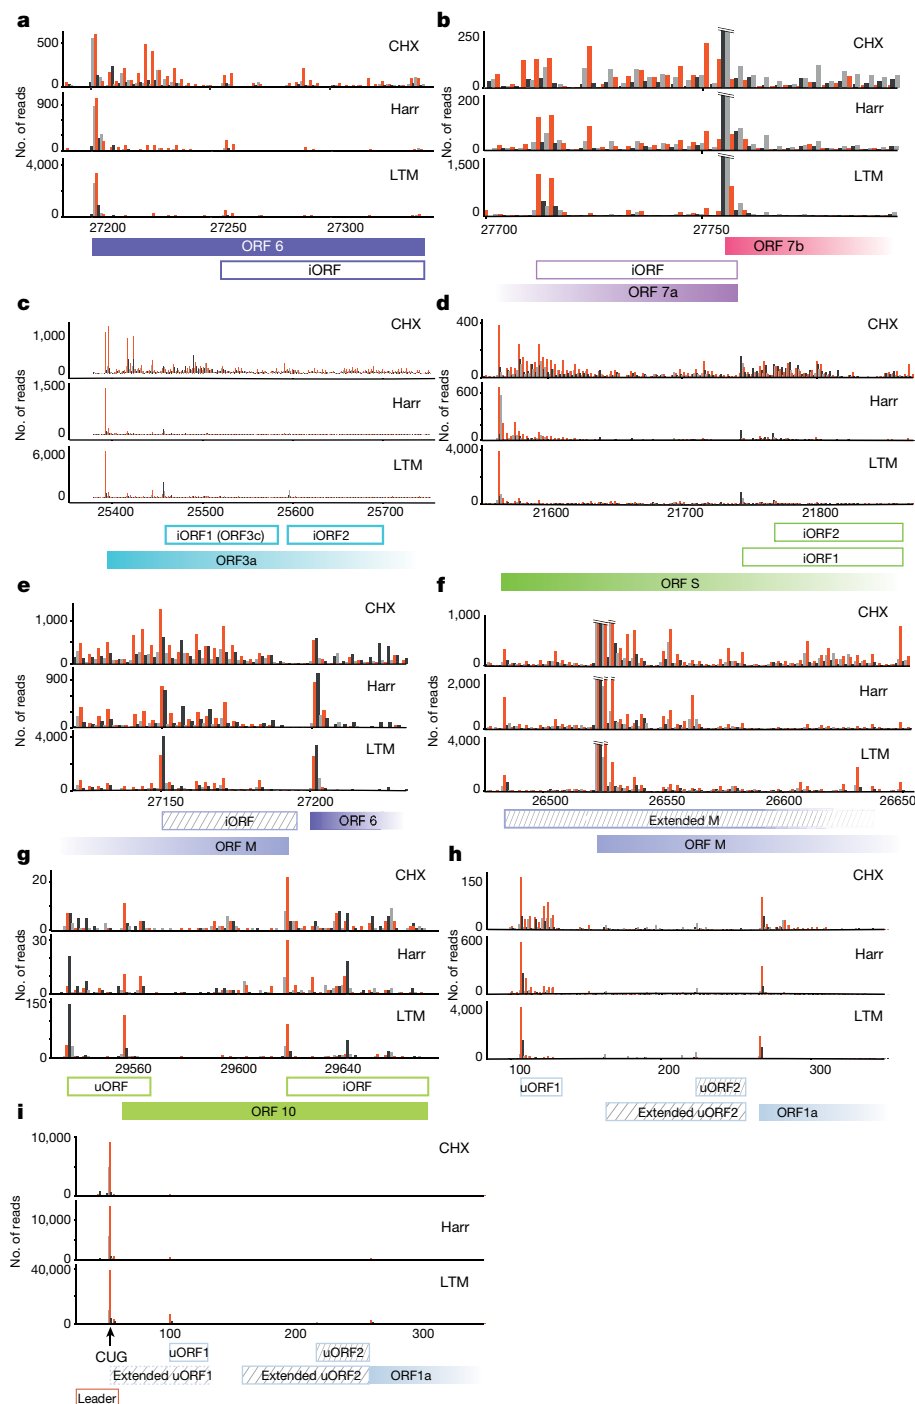 a
500
CHX
0
900
Harr
0
4,000
LTM
0
No. of reads
27200 27250 27300
ORF 6
iORF
b
250
CHX
0
200
Harr
0
1,500
LTM
0
No. of reads
27700 27750
ORF 7b
iORF
ORF 7a
c
CHX
1,000
0
1,500
Harr
0
6,000
LTM
0
No. of reads
25400 25500 25600 25700
iORF1 (ORF3c) iORF2
ORF3a
d
400
CHX
0
600
Harr
0
4,000
LTM
0
No. of reads
21600 21700 21800
iORF2
iORF1
ORF S
e
CHX
1,000
0
900
Harr
0
4,000
LTM
0
No. of reads
27150 27200
iORF ORF 6
ORF M
f
1,000
CHX
0
2,000
Harr
0
4,000
LTM
0
No. of reads
26500 26550 26600 26650
Extended M
ORF M
g
20
CHX
0
30
Harr
0
150
LTM
0
No. of reads
29560 29600 29640
uORF iORF
ORF 10
h
150
CHX
0
600
Harr
0
4,000
LTM
0
No. of reads
100 200 300
uORF1 uORF2
Extended uORF2 ORF1a
i
10,000
CHX
0
10,000
Harr
0
40,000
LTM
0
No. of reads
100 200 300
CUG
uORF1 uORF2
Extended uORF1 Extended uORF2 ORF1a
Leader